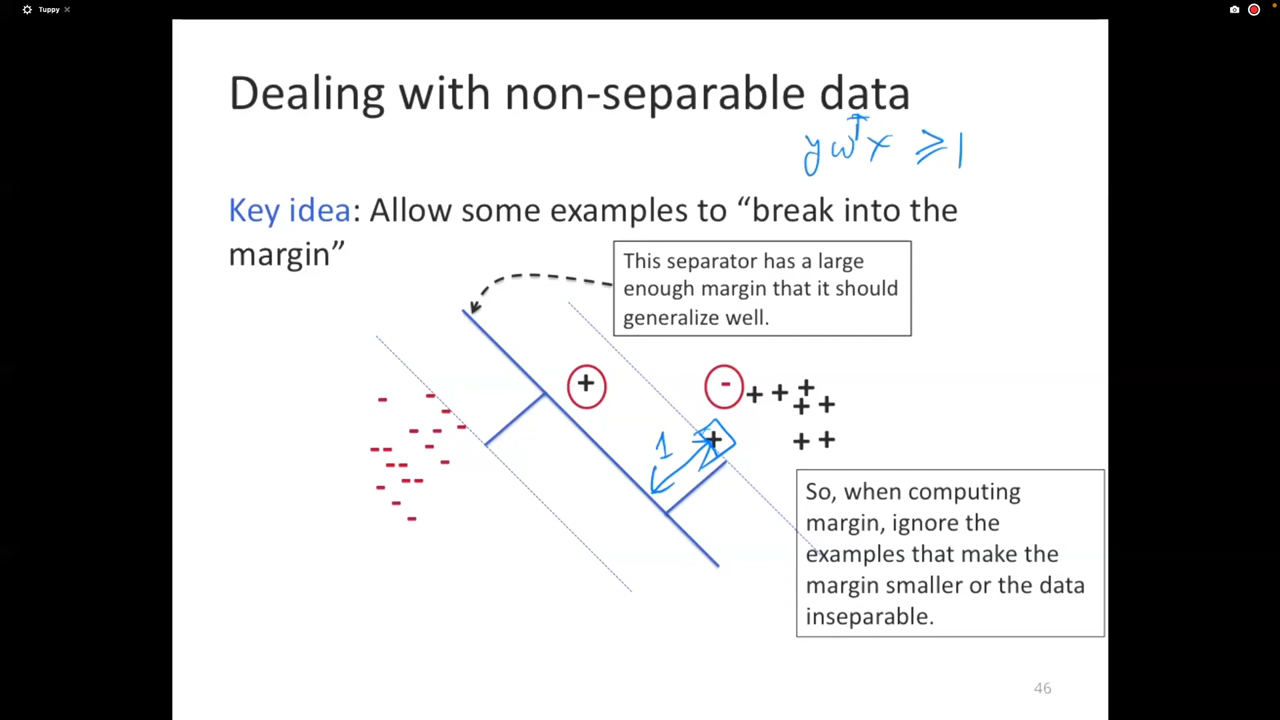 Tuppy
Dealing with non-separable data
y wᵀx ≥ 1
Key idea: Allow some examples to “break into the
margin”
This separator has a large
enough margin that it should
generalize well.
1
So, when computing
margin, ignore the
examples that make the
margin smaller or the data
inseparable.
46